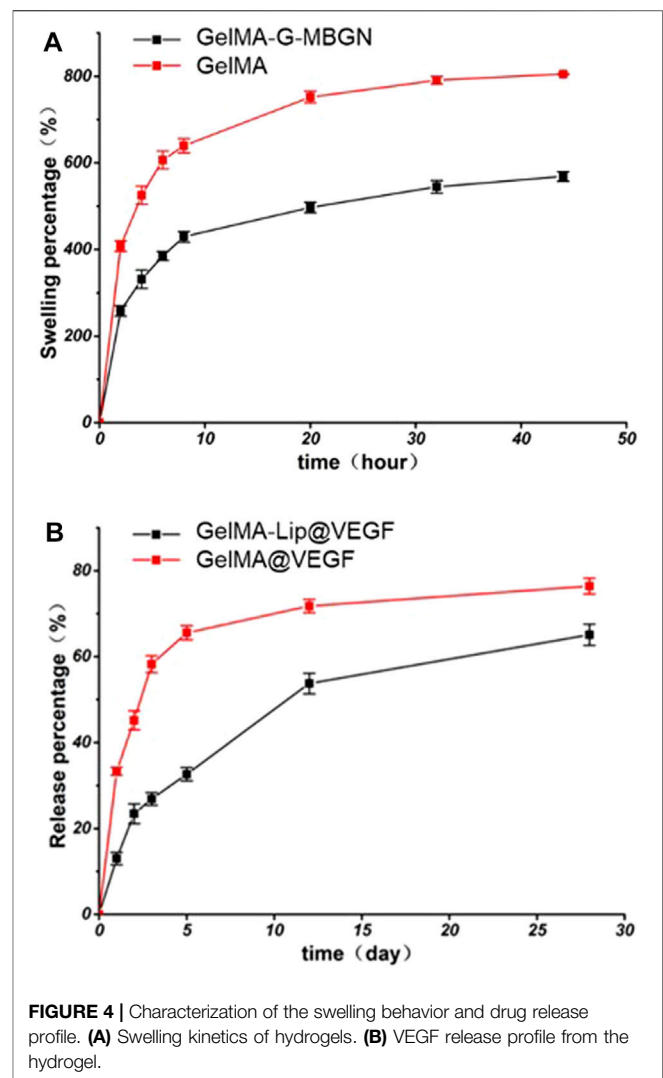 A
GelMA-G-MBGN
GelMA
Swelling percentage（%）
800
600
400
200
0
0 10 20 30 40 50
time（hour）
B
GelMA-Lip@VEGF
GelMA@VEGF
Release percentage（%）
80
60
40
20
0
0 5 10 15 20 25 30
time（day）
FIGURE 4 | Characterization of the swelling behavior and drug release
profile. (A) Swelling kinetics of hydrogels. (B) VEGF release profile from the
hydrogel.